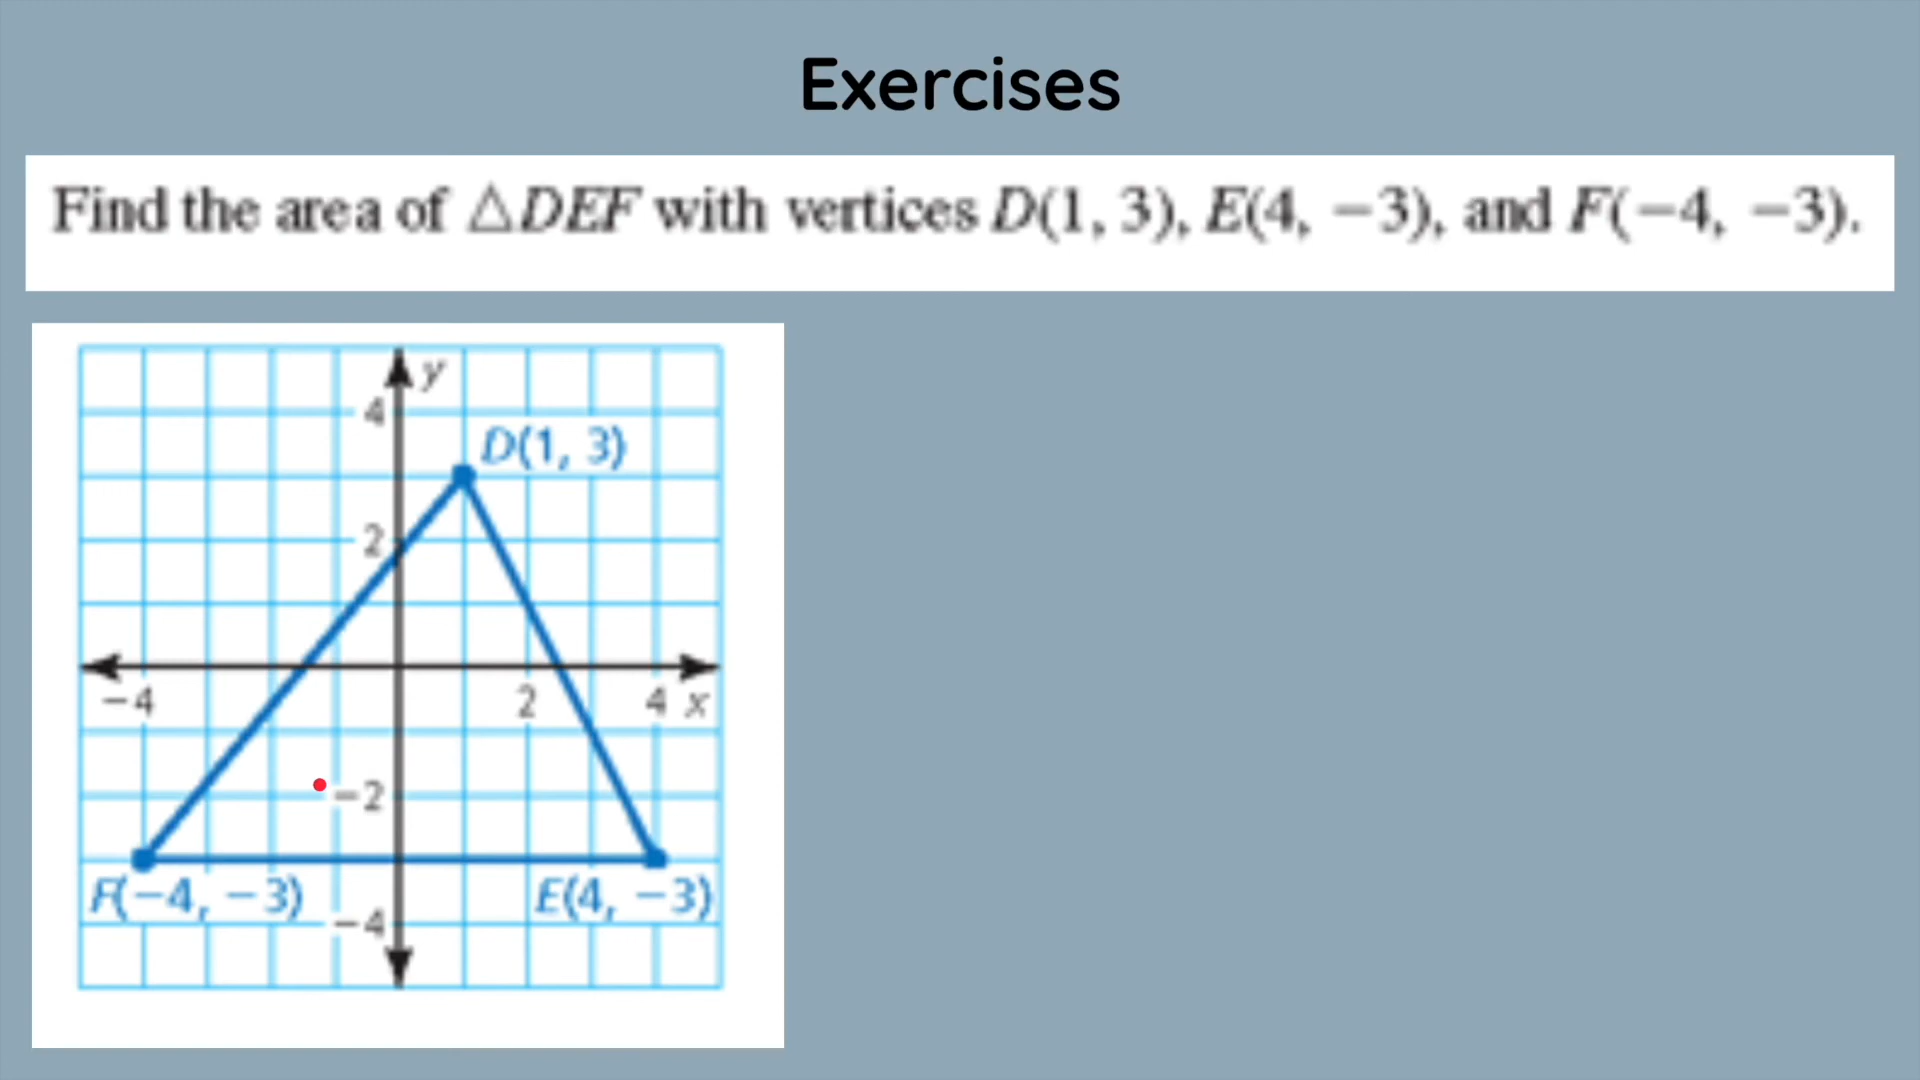 Exercises
Find the area of △DEF with vertices D(1, 3), E(4, −3), and F(−4, −3).
y
4
D(1, 3)
2
−4
2
4
x
−2
F(−4, −3)
E(4, −3)
−4